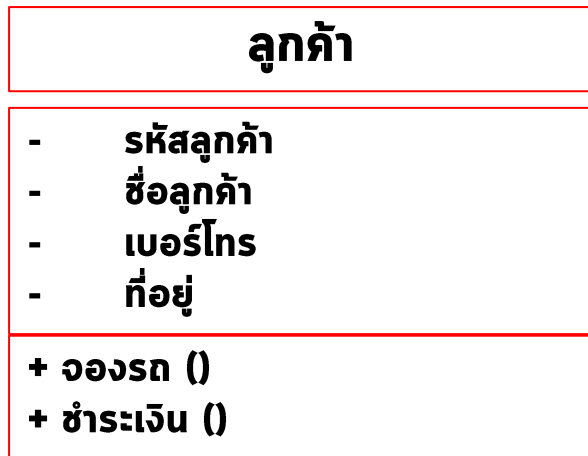 ลูกค้า
- รหัสลูกค้า
- ชื่อลูกค้า
- เบอร์โทร
- ที่อยู่
+ จองรถ ()
+ ชำระเงิน ()